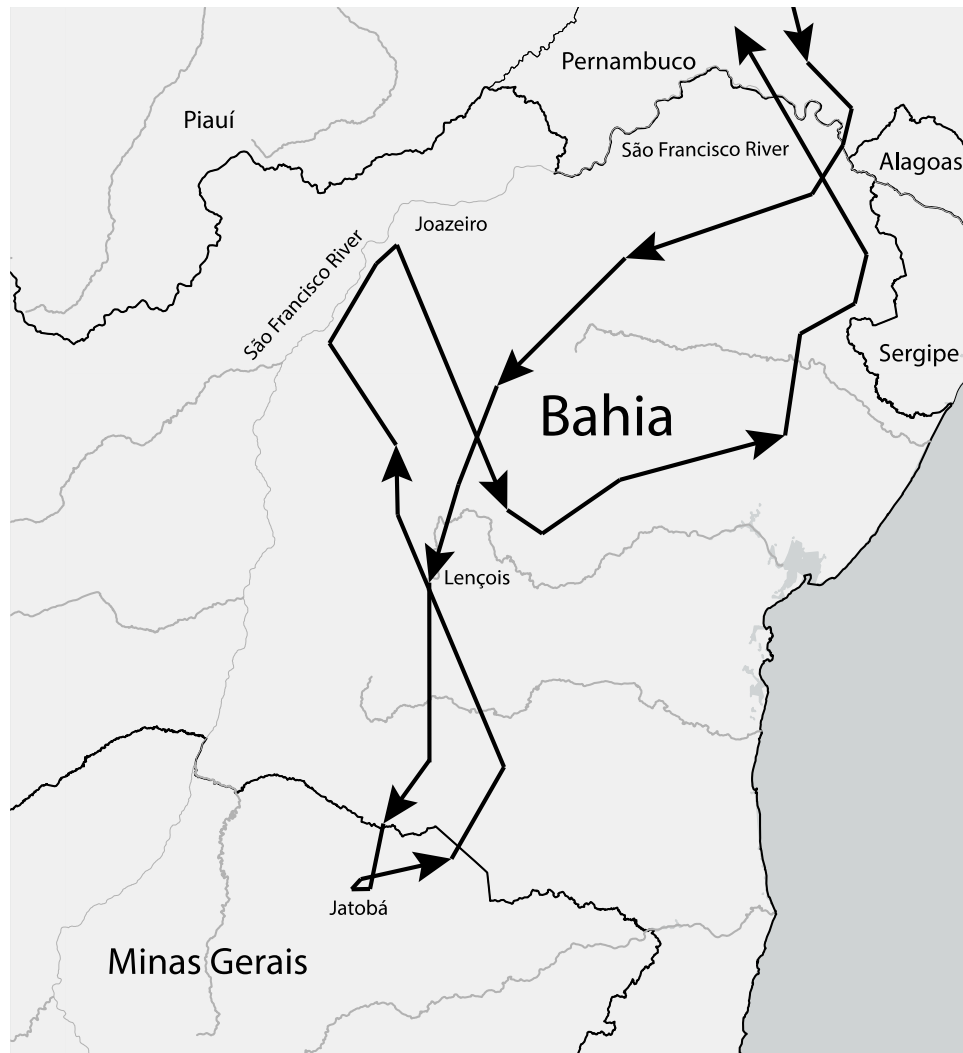 Pernambuco
Piauí
São Francisco River
Alagoas
Joazeiro
São Francisco River
Sergipe
Bahia
Lençois
Jatobá
Minas Gerais